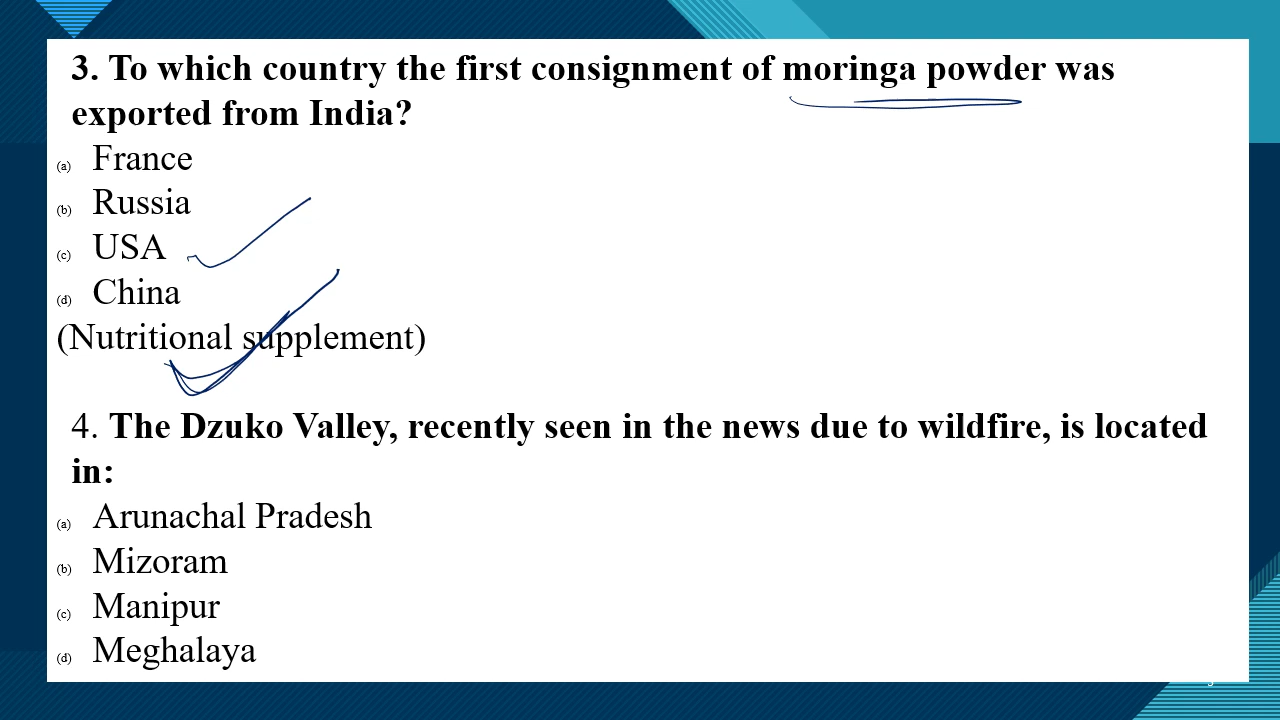 3. To which country the first consignment of moringa powder was
exported from India?
(a) France
(b) Russia
(c) USA
(d) China
(Nutritional supplement)
4. The Dzuko Valley, recently seen in the news due to wildfire, is located
in:
(a) Arunachal Pradesh
(b) Mizoram
(c) Manipur
(d) Meghalaya